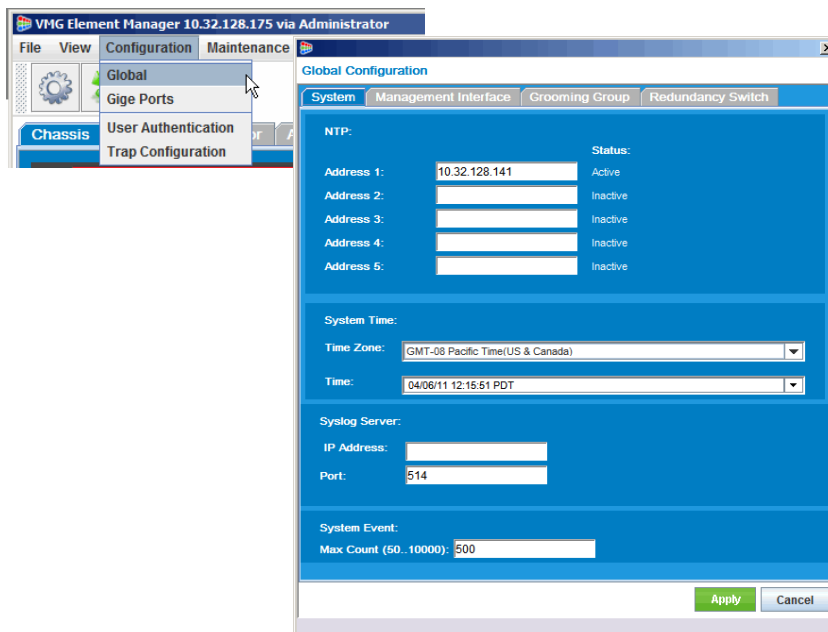 VMG Element Manager 10.32.128.175 via Administrator
File View Configuration Maintenance
Global
Gige Ports
User Authentication
Trap Configuration
Chassis
Global Configuration
System Management Interface Grooming Group Redundancy Switch
NTP:
Status:
Address 1: 10.32.128.141 Active
Address 2: Inactive
Address 3: Inactive
Address 4: Inactive
Address 5: Inactive
System Time:
Time Zone: GMT-08 Pacific Time(US & Canada)
Time: 04/06/11 12:15:51 PDT
Syslog Server:
IP Address:
Port: 514
System Event:
Max Count (50..10000): 500
Apply Cancel